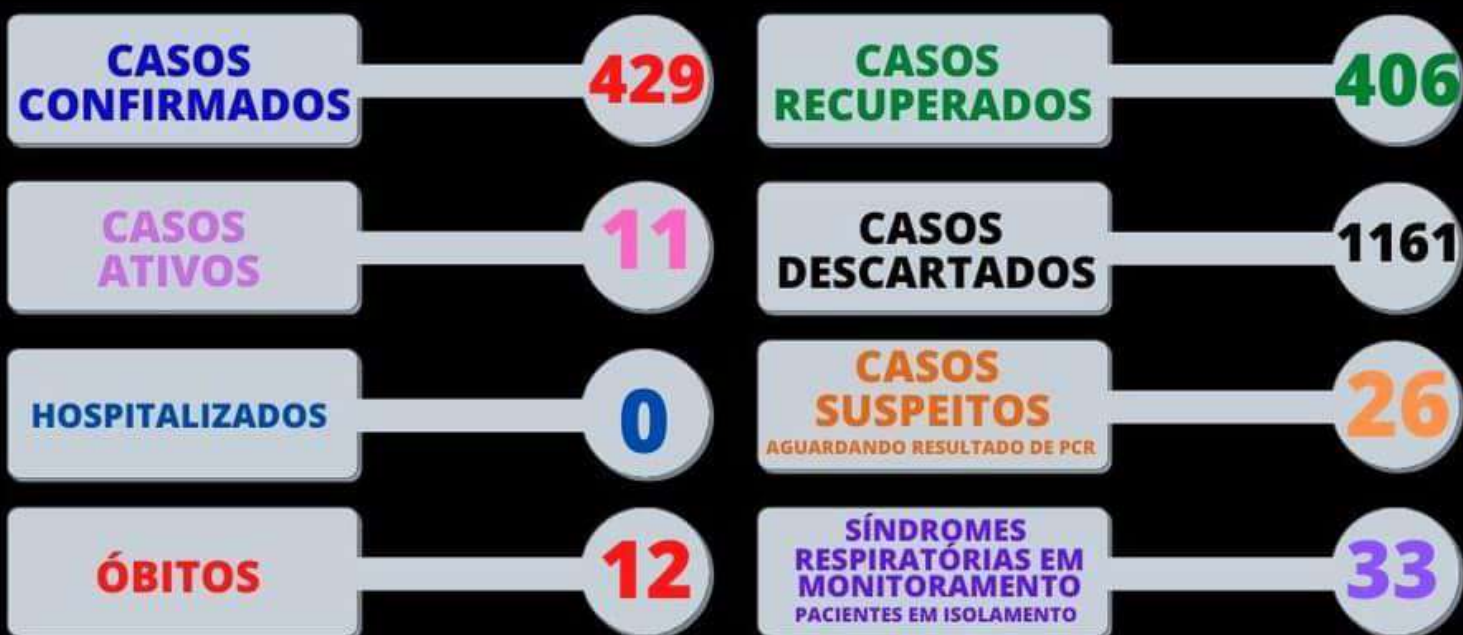 CASOS
CONFIRMADOS
429
CASOS
RECUPERADOS
406
CASOS
ATIVOS
11
CASOS
DESCARTADOS
1161
HOSPITALIZADOS
0
CASOS
SUSPEITOS
AGUARDANDO RESULTADO DE PCR
26
ÓBITOS
12
SÍNDROMES
RESPIRATÓRIAS EM
MONITORAMENTO
PACIENTES EM ISOLAMENTO
33